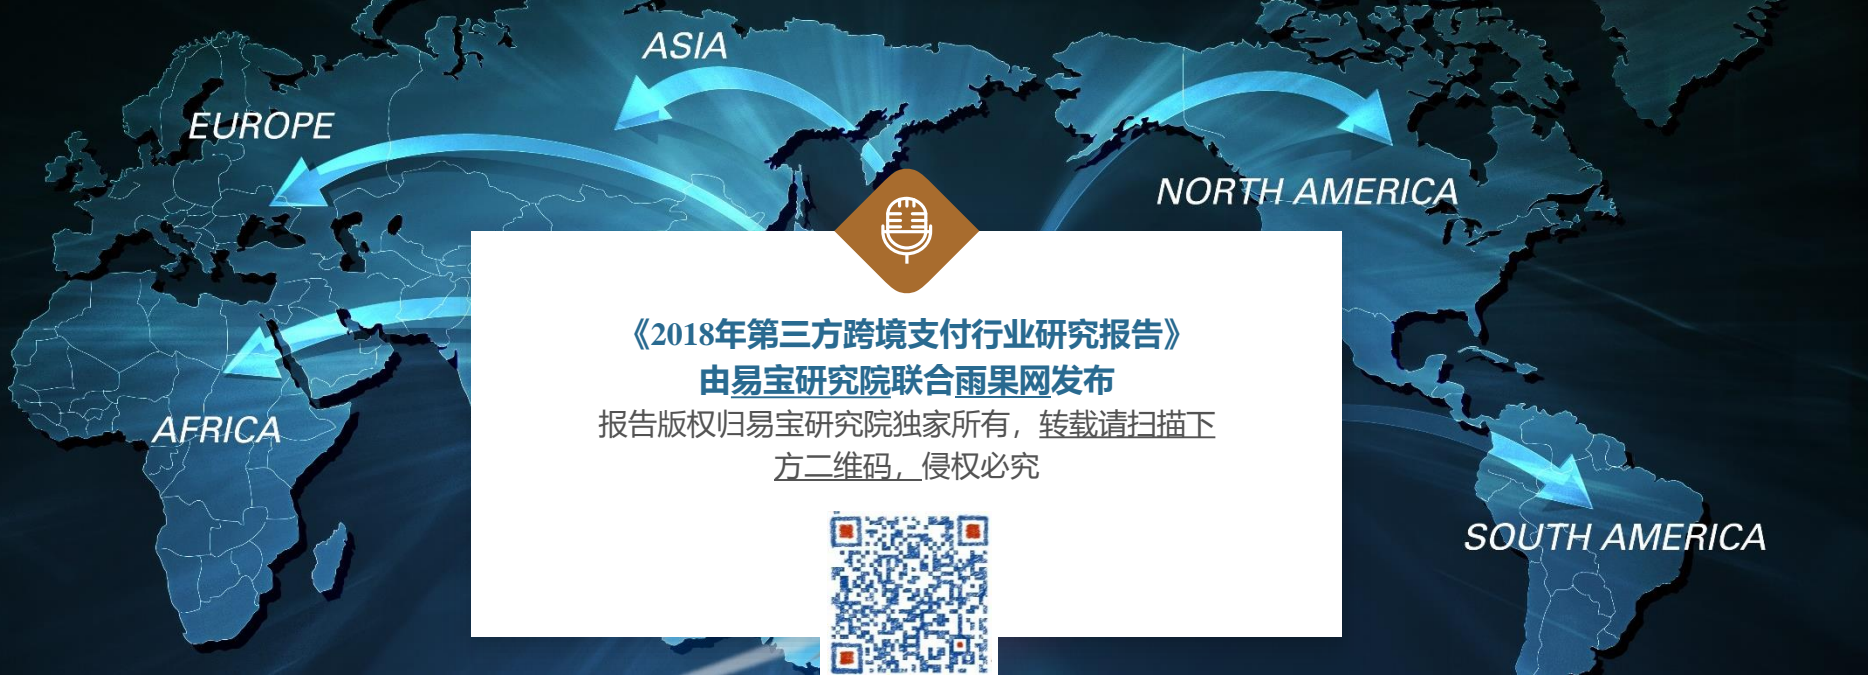 ASIA
EUROPE
NORTH AMERICA
《2018年第三方跨境支付行业研究报告》
由易宝研究院联合雨果网发布
报告版权归易宝研究院独家所有，转载请扫描下
方二维码，侵权必究
AFRICA
SOUTH AMERICA